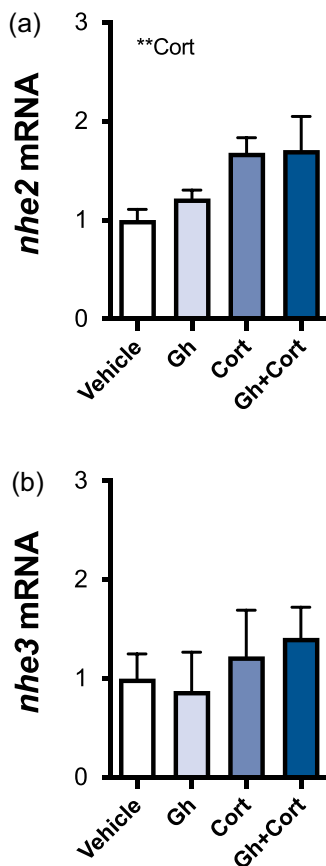 (a)
3
**Cort
2
nhe2 mRNA
1
0
Vehicle
Gh
Cort
Gh+Cort
(b)
3
2
nhe3 mRNA
1
0
Vehicle
Gh
Cort
Gh+Cort